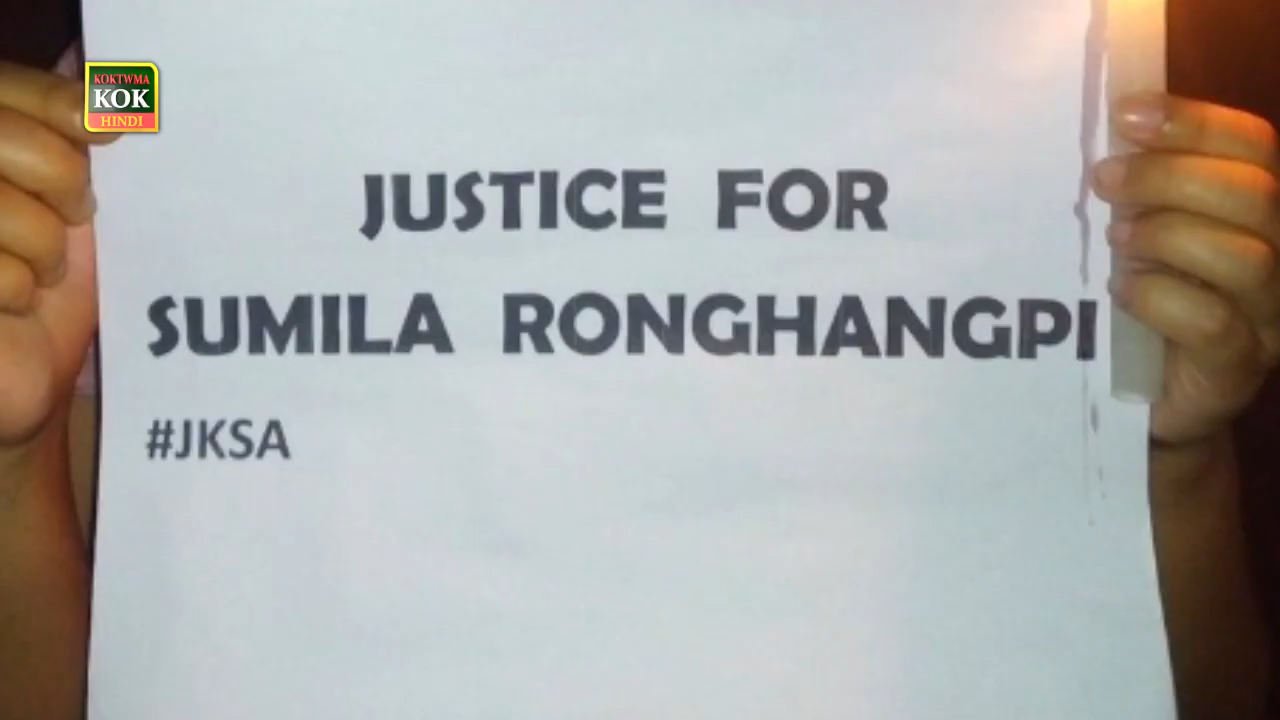 KOKTWMA
KOK
HINDI
JUSTICE FOR
SUMILA RONGHANGPI
#JKSA